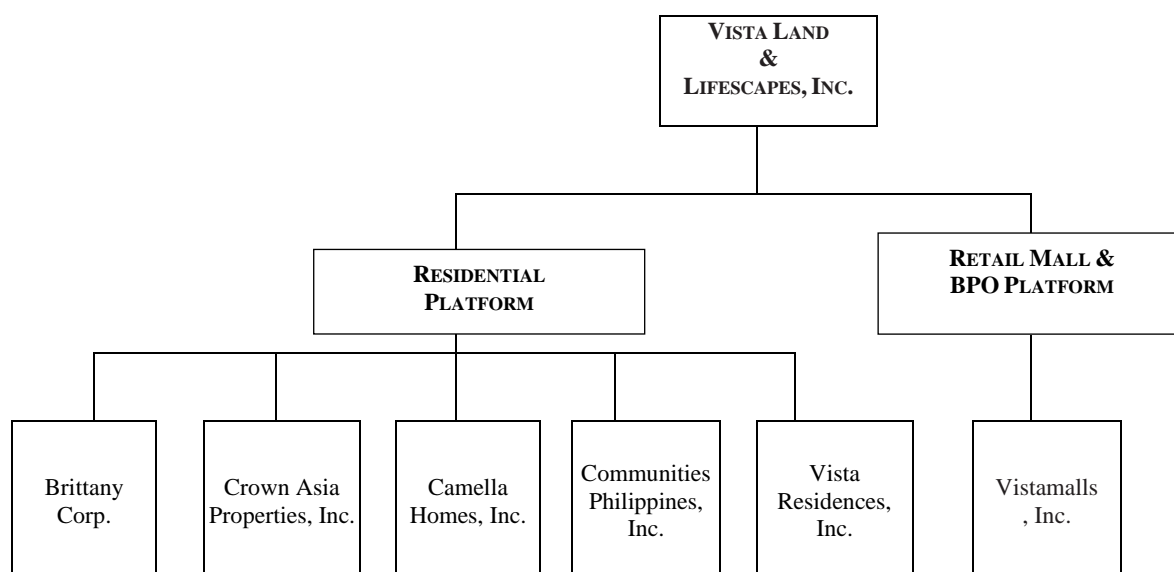 VISTA LAND
&
LIFESCAPES, INC.
RESIDENTIAL
PLATFORM
RETAIL MALL &
BPO PLATFORM
Brittany
Corp.
Crown Asia
Properties, Inc.
Camella
Homes, Inc.
Communities
Philippines,
Inc.
Vista
Residences,
Inc.
Vistamalls
, Inc.